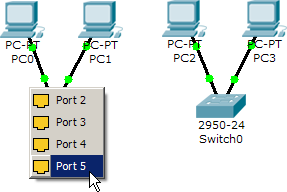 PC-PT
PC0
PC-PT
PC1
PC-PT
PC2
PC-PT
PC3
Port 2
Port 3
Port 4
Port 5
2950-24
Switch0